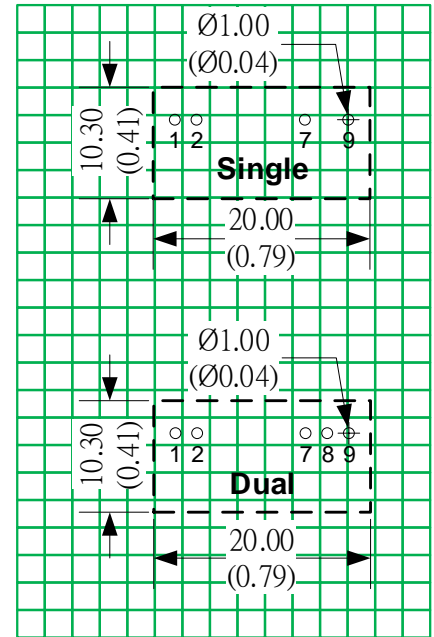 Ø1.00
(Ø0.04)
10.30
(0.41)
1 2 7 9
Single
20.00
(0.79)
Ø1.00
(Ø0.04)
10.30
(0.41)
1 2 7 8 9
Dual
20.00
(0.79)